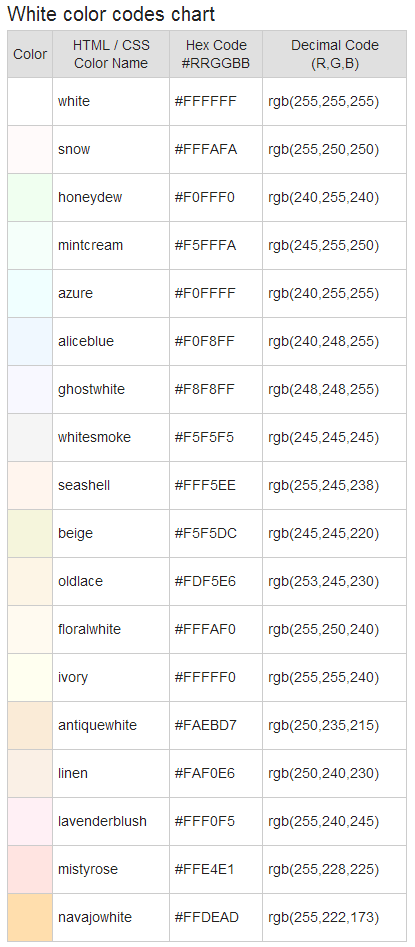 White color codes chart
Color HTML / CSS Color Name Hex Code #RRGGBB Decimal Code (R,G,B)
white #FFFFFF rgb(255,255,255)
snow #FFFAFA rgb(255,250,250)
honeydew #F0FFF0 rgb(240,255,240)
mintcream #F5FFFA rgb(245,255,250)
azure #F0FFFF rgb(240,255,255)
aliceblue #F0F8FF rgb(240,248,255)
ghostwhite #F8F8FF rgb(248,248,255)
whitesmoke #F5F5F5 rgb(245,245,245)
seashell #FFF5EE rgb(255,245,238)
beige #F5F5DC rgb(245,245,220)
oldlace #FDF5E6 rgb(253,245,230)
floralwhite #FFFAF0 rgb(255,250,240)
ivory #FFFFF0 rgb(255,255,240)
antiquewhite #FAEBD7 rgb(250,235,215)
linen #FAF0E6 rgb(250,240,230)
lavenderblush #FFF0F5 rgb(255,240,245)
mistyrose #FFE4E1 rgb(255,228,225)
navajowhite #FFDEAD rgb(255,222,173)